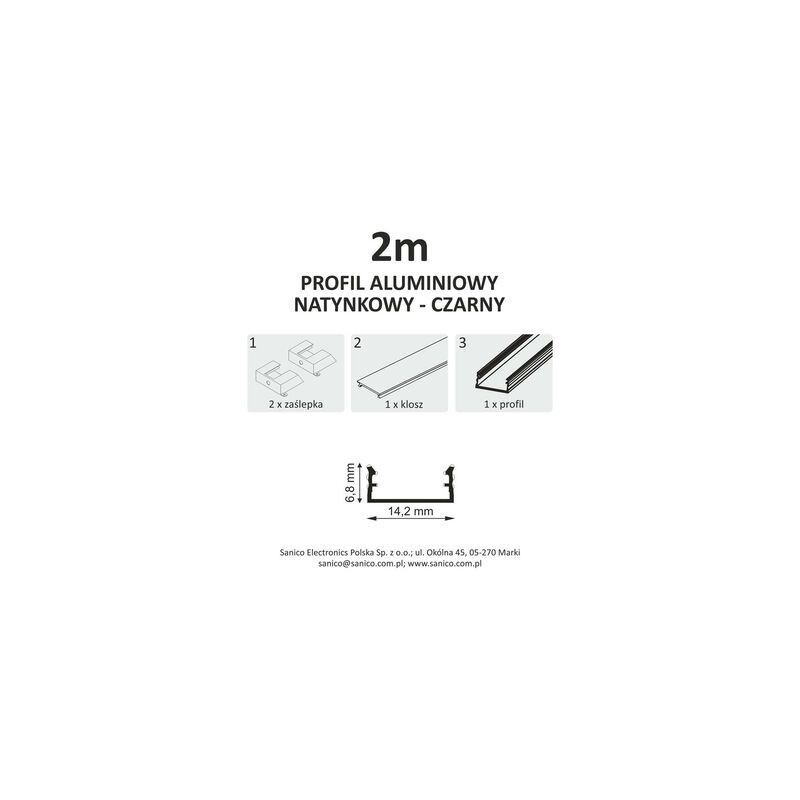 2m
PROFIL ALUMINIOWY
NATYNKOWY - CZARNY
1
2 x zaślepka
2
1 x klosz
3
1 x profil
6,8 mm
14,2 mm
Sanico Electronics Polska Sp. z o.o.; ul. Okólna 45, 05-270 Marki
sanico@sanico.com.pl; www.sanico.com.pl